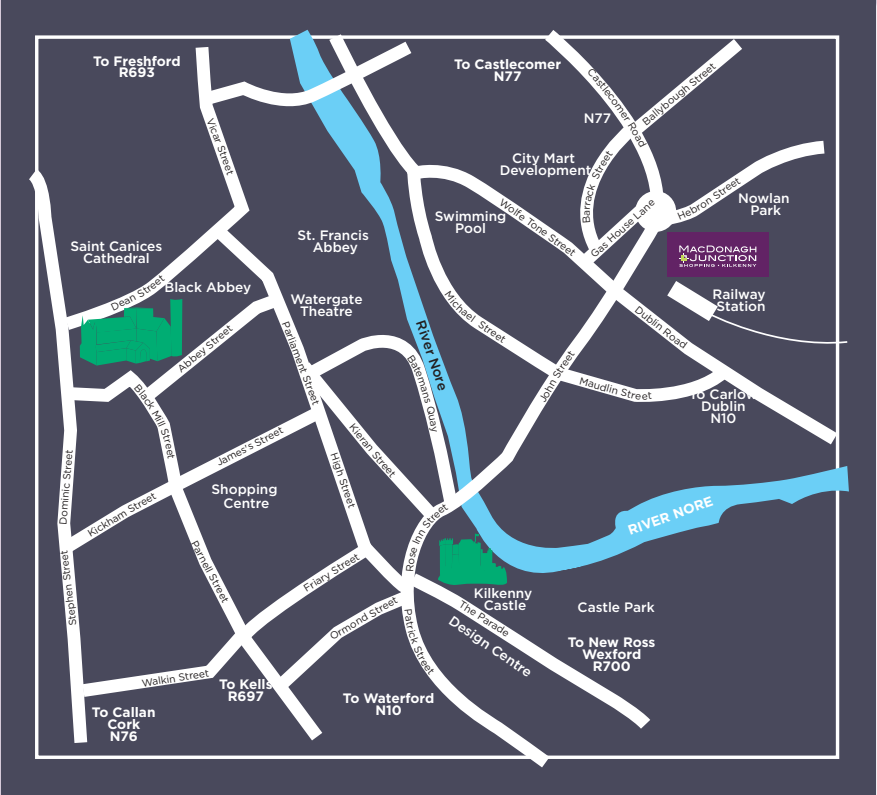 To Freshford
R693
To Castlecomer
N77
Castlecomer Road
Ballybough Street
N77
Vicar Street
City Mart
Development
Barrack Street
Gas House Lane
Hebron Street
Nowlan
Park
Wolfe Tone Street
Swimming
Pool
St. Francis
Abbey
Saint Canices
Cathedral
MACDONAGH
JUNCTION
SHOPPING • KILKENNY
Dean Street
Black Abbey
Watergate
Theatre
Railway
Station
Michael Street
Dublin Road
Abbey Street
Parliament Street
River Nore
Batemans Quay
John Street
Maudlin Street
To Carlow
Dublin
N10
Black Mill Street
James's Street
Kieran Street
High Street
Dominic Street
Kickham Street
Shopping
Centre
RIVER NORE
Rose Inn Street
Stephen Street
Parnell Street
Friary Street
Kilkenny
Castle
Castle Park
Ormond Street
The Parade
Patrick Street
Design Centre
To New Ross
Wexford
R700
Walkin Street
To Kells
R697
To Waterford
N10
To Callan
Cork
N76